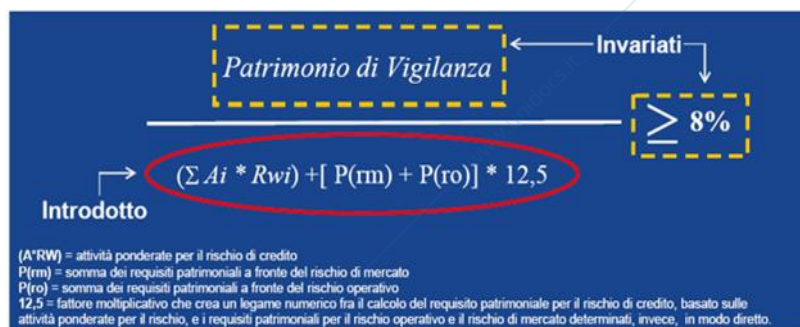 Invariati
Patrimonio di Vigilanza
≥ 8%
(Σ Ai * Rwi) +[ P(rm) + P(ro)] * 12,5
Introdotto
(A*RW) = attività ponderate per il rischio di credito
P(rm) = somma dei requisiti patrimoniali a fronte del rischio di mercato
P(ro) = somma dei requisiti patrimoniali a fronte del rischio operativo
12,5 = fattore moltiplicativo che crea un legame numerico fra il calcolo del requisito patrimoniale per il rischio di credito, basato sulle
attività ponderate per il rischio, e i requisiti patrimoniali per il rischio operativo e il rischio di mercato determinati, invece, in modo diretto.